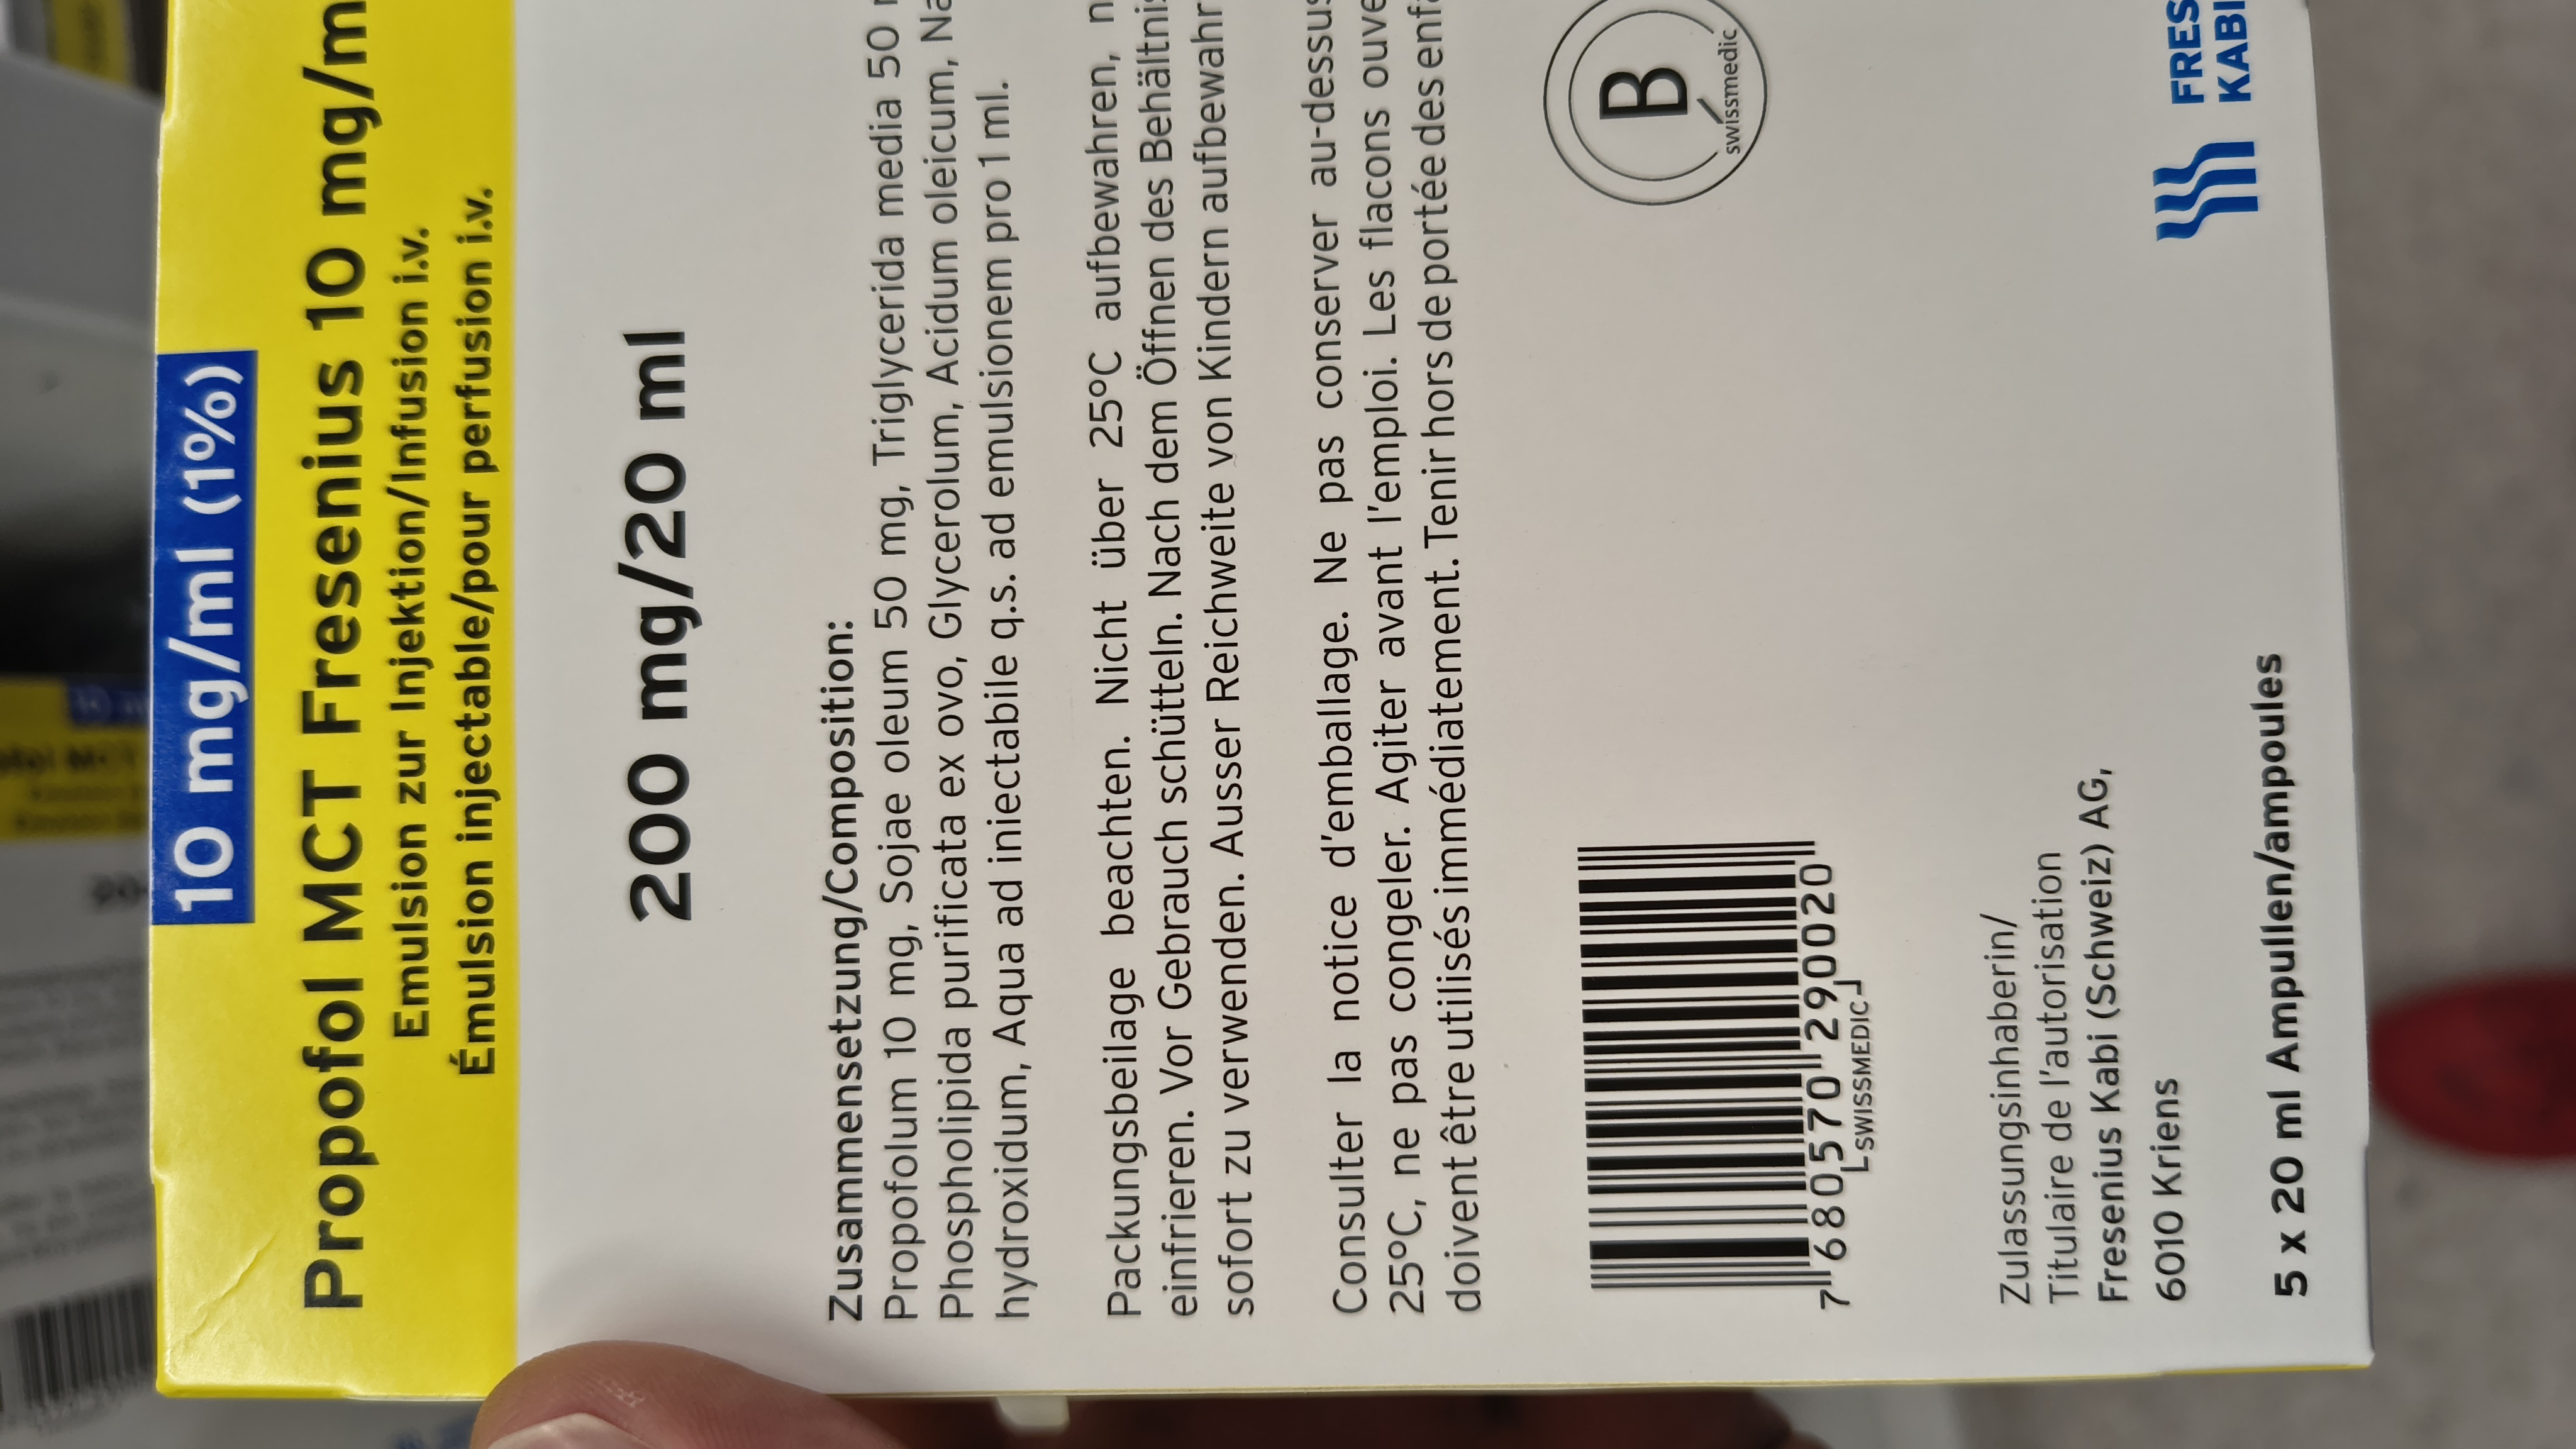 10 mg/ml (1%)
Propofol MCT Fresenius 10 mg/m
Emulsion zur Injektion/Infusion i.v.
Émulsion injectable/pour perfusion i.v.
200 mg/20 ml
Zusammensetzung/Composition:
Propofolum 10 mg, Sojae oleum 50 mg, Triglycerida media 50
Phospholipida purificata ex ovo, Glycerolum, Acidum oleicum, Na
hydroxidum, Aqua ad iniectabile q.s. ad emulsionem pro 1 ml.
Packungsbeilage beachten. Nicht über 25°C aufbewahren, n
einfrieren. Vor Gebrauch schütteln. Nach dem Öffnen des Behältnis
sofort zu verwenden. Ausser Reichweite von Kindern aufbewahr
Consulter la notice d'emballage. Ne pas conserver au-dessus
25°C, ne pas congeler. Agiter avant l'emploi. Les flacons ouve
doivent être utilisés immédiatement. Tenir hors de portée des enfa
B
swissmedic
7 680570 290020
SWISSMEDIC
Zulassungsinhaberin/
Titulaire de l'autorisation
Fresenius Kabi (Schweiz) AG,
6010 Kriens
FRES
KABI
5 x 20 ml Ampullen/ampoules